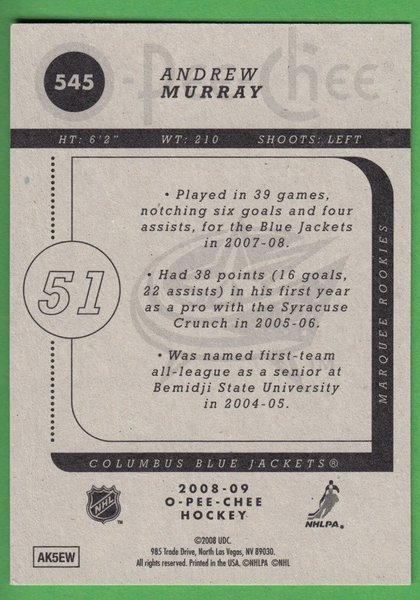 O-Pee-Chee
545
ANDREW
MURRAY
HT: 6'2" WT: 210 SHOOTS: LEFT
• Played in 39 games,
notching six goals and four
assists, for the Blue Jackets
in 2007-08.
51
• Had 38 points (16 goals,
22 assists) in his first year
as a pro with the Syracuse
Crunch in 2005-06.
• Was named first-team
all-league as a senior at
Bemidji State University
in 2004-05.
MARQUEE ROOKIES
COLUMBUS BLUE JACKETS®
2008-09
O-PEE-CHEE
HOCKEY
NHL
NHLPA
©2008 UDC.
985 Trade Drive, North Las Vegas, NV 89030.
All rights reserved. Printed in the USA. ©NHLPA ©NHL
AK5EW